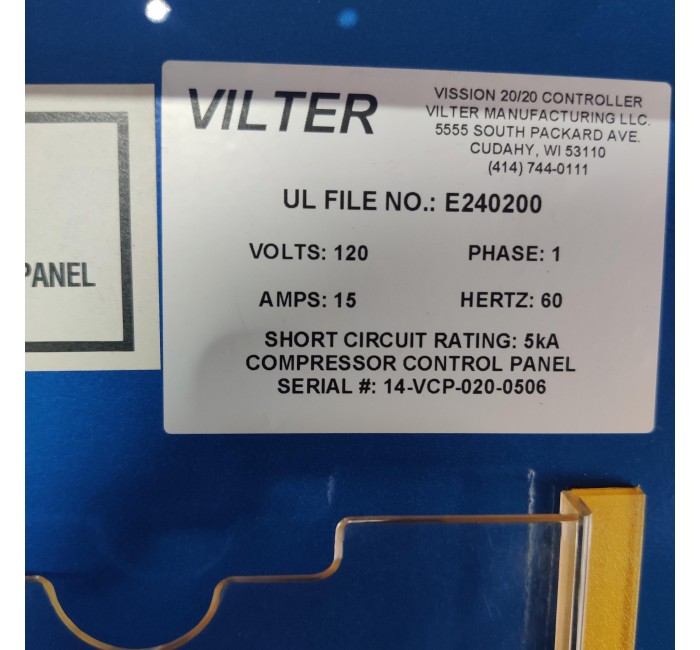 VILTER
VISSION 20/20 CONTROLLER
VILTER MANUFACTURING LLC.
5555 SOUTH PACKARD AVE.
CUDAHY, WI 53110
(414) 744-0111
UL FILE NO.: E240200
VOLTS: 120 PHASE: 1
AMPS: 15 HERTZ: 60
SHORT CIRCUIT RATING: 5kA
COMPRESSOR CONTROL PANEL
SERIAL #: 14-VCP-020-0506
PANEL